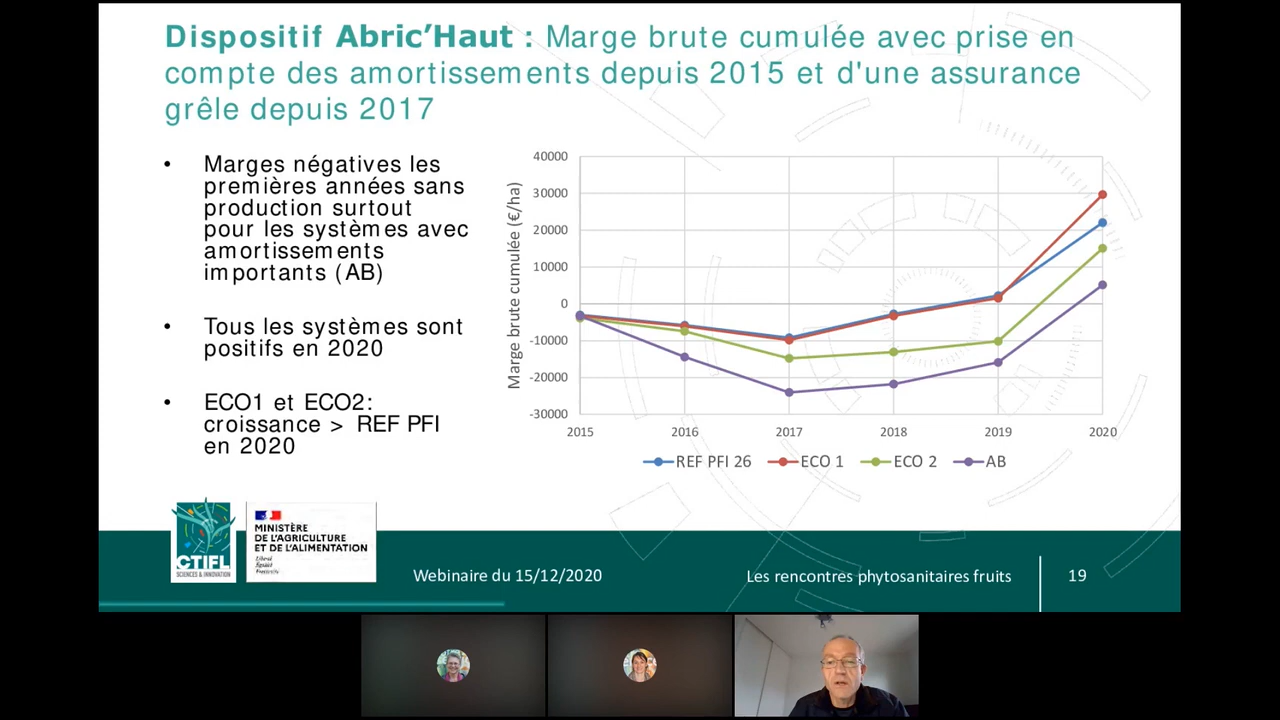 Dispositif Abric’Haut : Marge brute cumulée avec prise en
compte des amortissements depuis 2015 et d'une assurance
grêle depuis 2017
• Marges négatives les
premières années sans
production surtout
pour les systèmes avec
amortissements
importants (AB)
• Tous les systèmes sont
positifs en 2020
• ECO1 et ECO2:
croissance > REF PFI
en 2020
Marge brute cumulée (€/ha)
40000
30000
20000
10000
0
-10000
-20000
-30000
2015 2016 2017 2018 2019 2020
REF PFI 26 ECO 1 ECO 2 AB
CTIFL
SCIENCES & INNOVATION
MINISTÈRE
DE L'AGRICULTURE
ET DE L'ALIMENTATION
Liberté
Égalité
Fraternité
Webinaire du 15/12/2020
Les rencontres phytosanitaires fruits
19